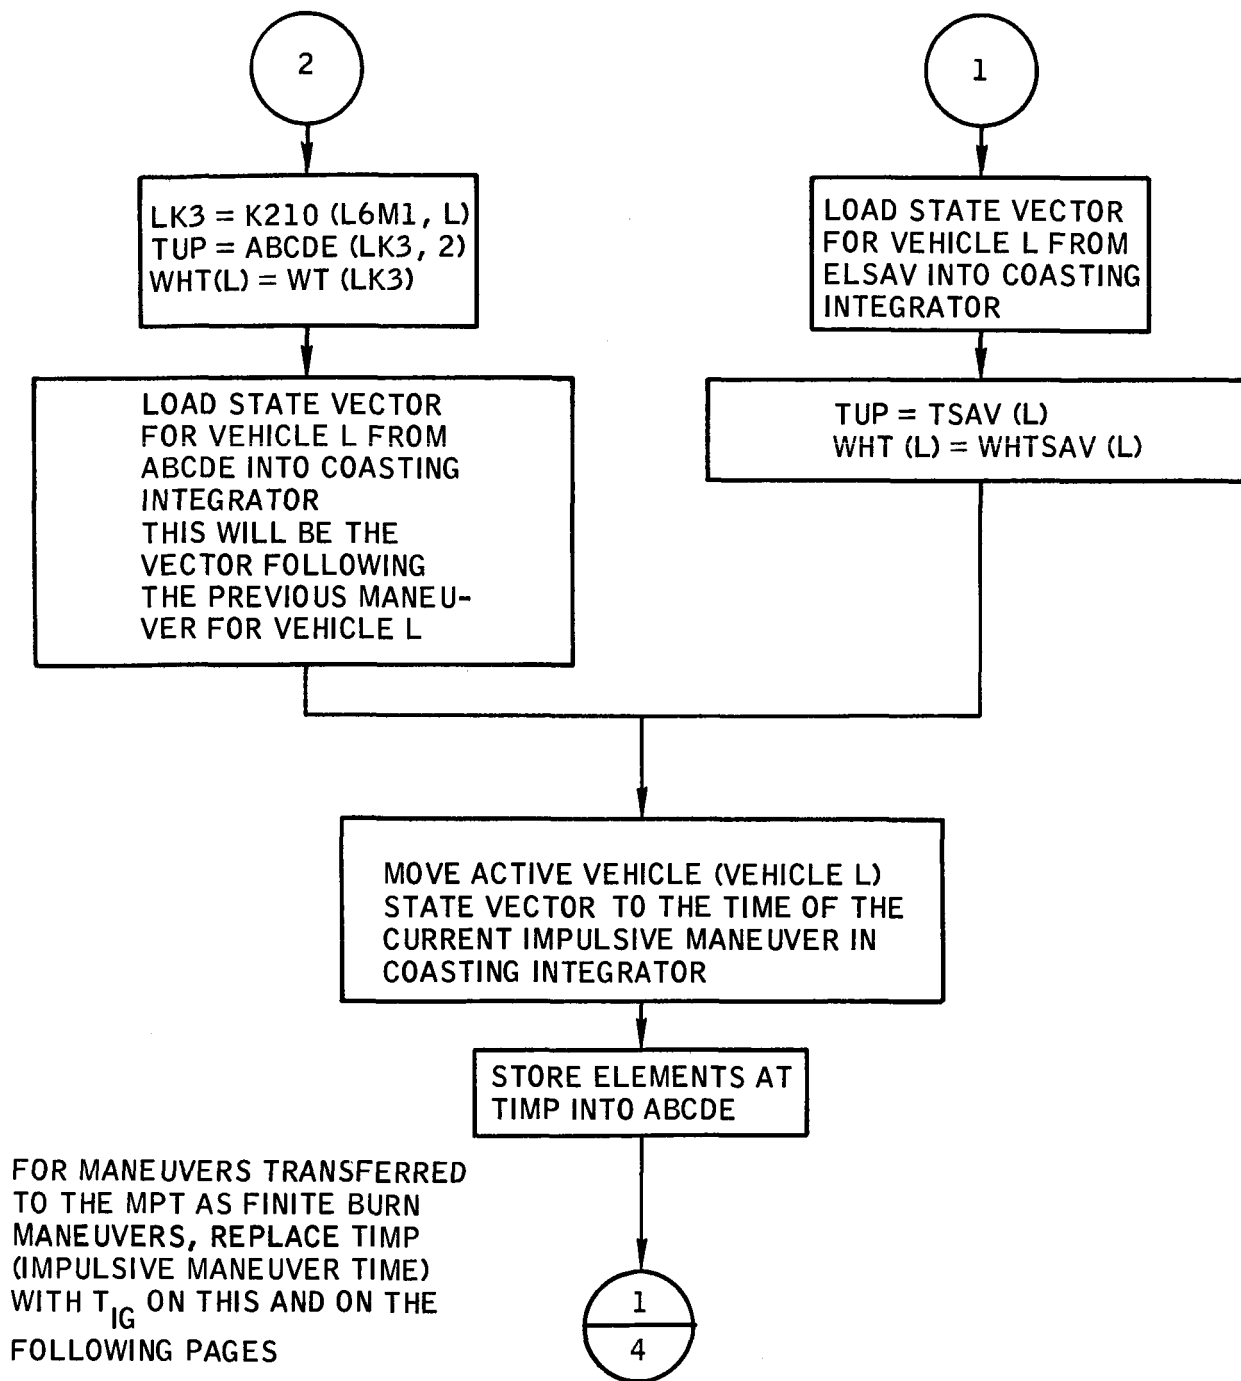 2
LK3 = K210 (L6M1, L)
TUP = ABCDE (LK3, 2)
WHT(L) = WT (LK3)
LOAD STATE VECTOR
FOR VEHICLE L FROM
ABCDE INTO COASTING
INTEGRATOR
THIS WILL BE THE
VECTOR FOLLOWING
THE PREVIOUS MANEU-
VER FOR VEHICLE L
1
LOAD STATE VECTOR
FOR VEHICLE L FROM
ELSAV INTO COASTING
INTEGRATOR
TUP = TSAV (L)
WHT (L) = WHTSAV (L)
MOVE ACTIVE VEHICLE (VEHICLE L)
STATE VECTOR TO THE TIME OF THE
CURRENT IMPULSIVE MANEUVER IN
COASTING INTEGRATOR
STORE ELEMENTS AT
TIMP INTO ABCDE
FOR MANEUVERS TRANSFERRED
TO THE MPT AS FINITE BURN
MANEUVERS, REPLACE TIMP
(IMPULSIVE MANEUVER TIME)
WITH TIG ON THIS AND ON THE
FOLLOWING PAGES
1
4